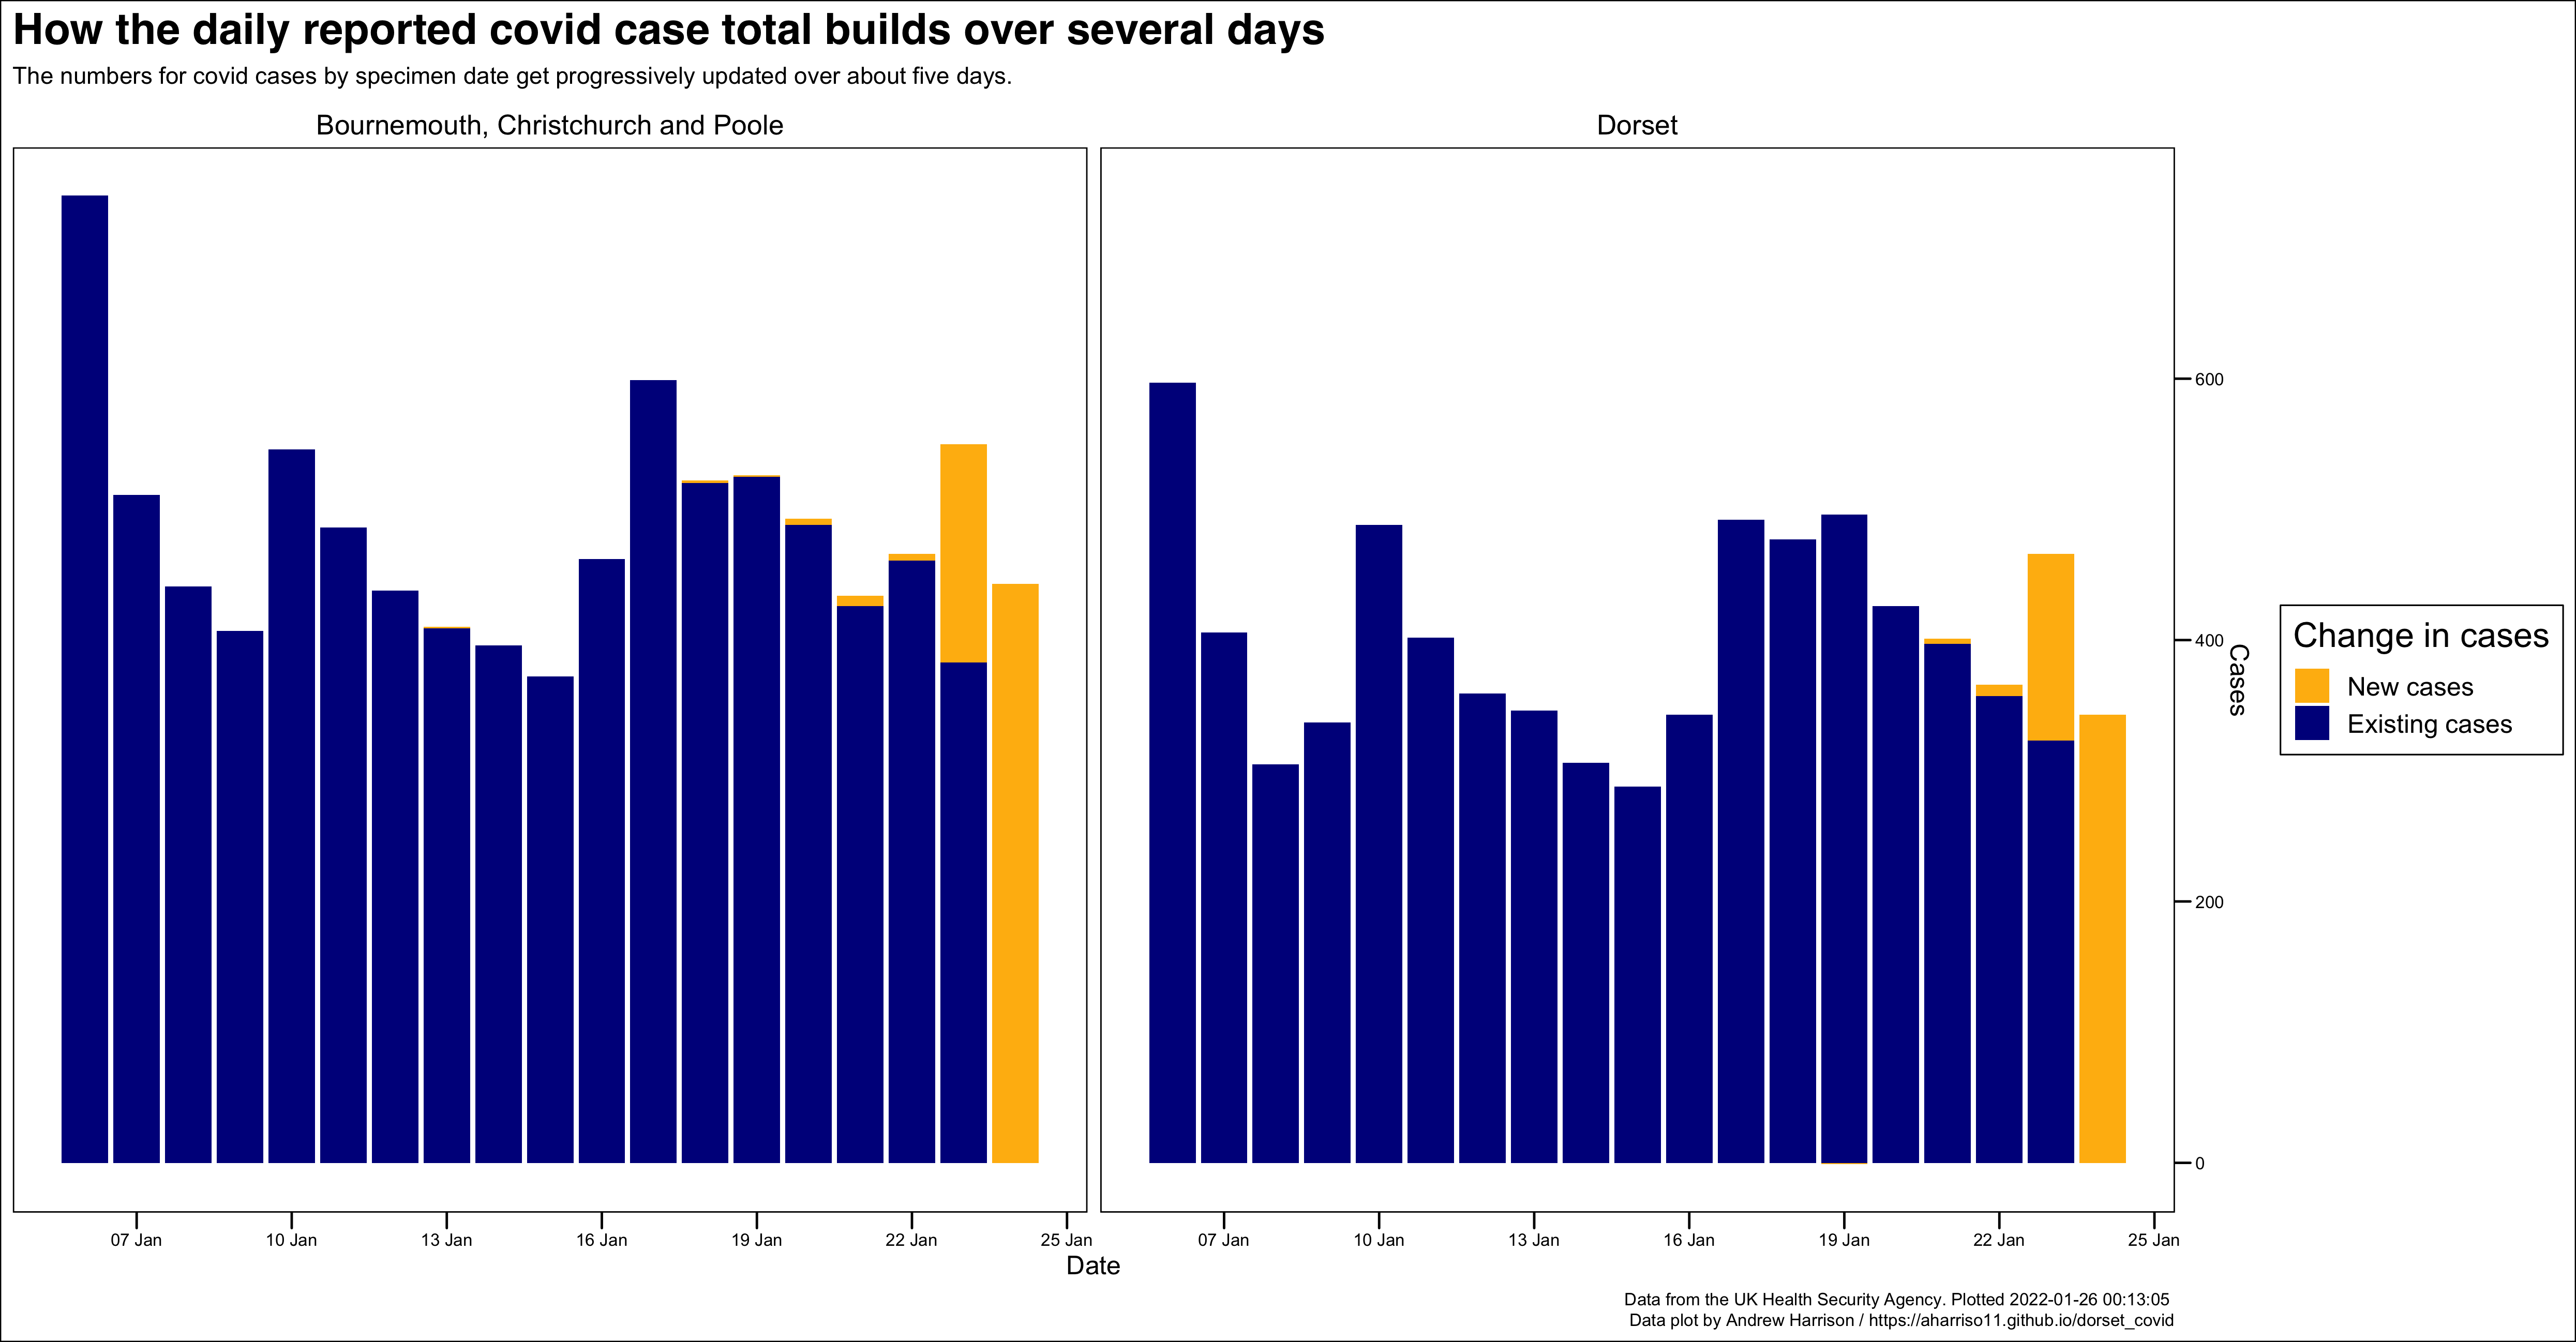 How the daily reported covid case total builds over several days
The numbers for covid cases by specimen date get progressively updated over about five days.
Bournemouth, Christchurch and Poole
Dorset
600
400
200
0
Cases
Change in cases
New cases
Existing cases
07 Jan 10 Jan 13 Jan 16 Jan 19 Jan 22 Jan 25 Jan
07 Jan 10 Jan 13 Jan 16 Jan 19 Jan 22 Jan 25 Jan
Date
Data from the UK Health Security Agency. Plotted 2022-01-26 00:13:05
Data plot by Andrew Harrison / https://aharriso11.github.io/dorset_covid